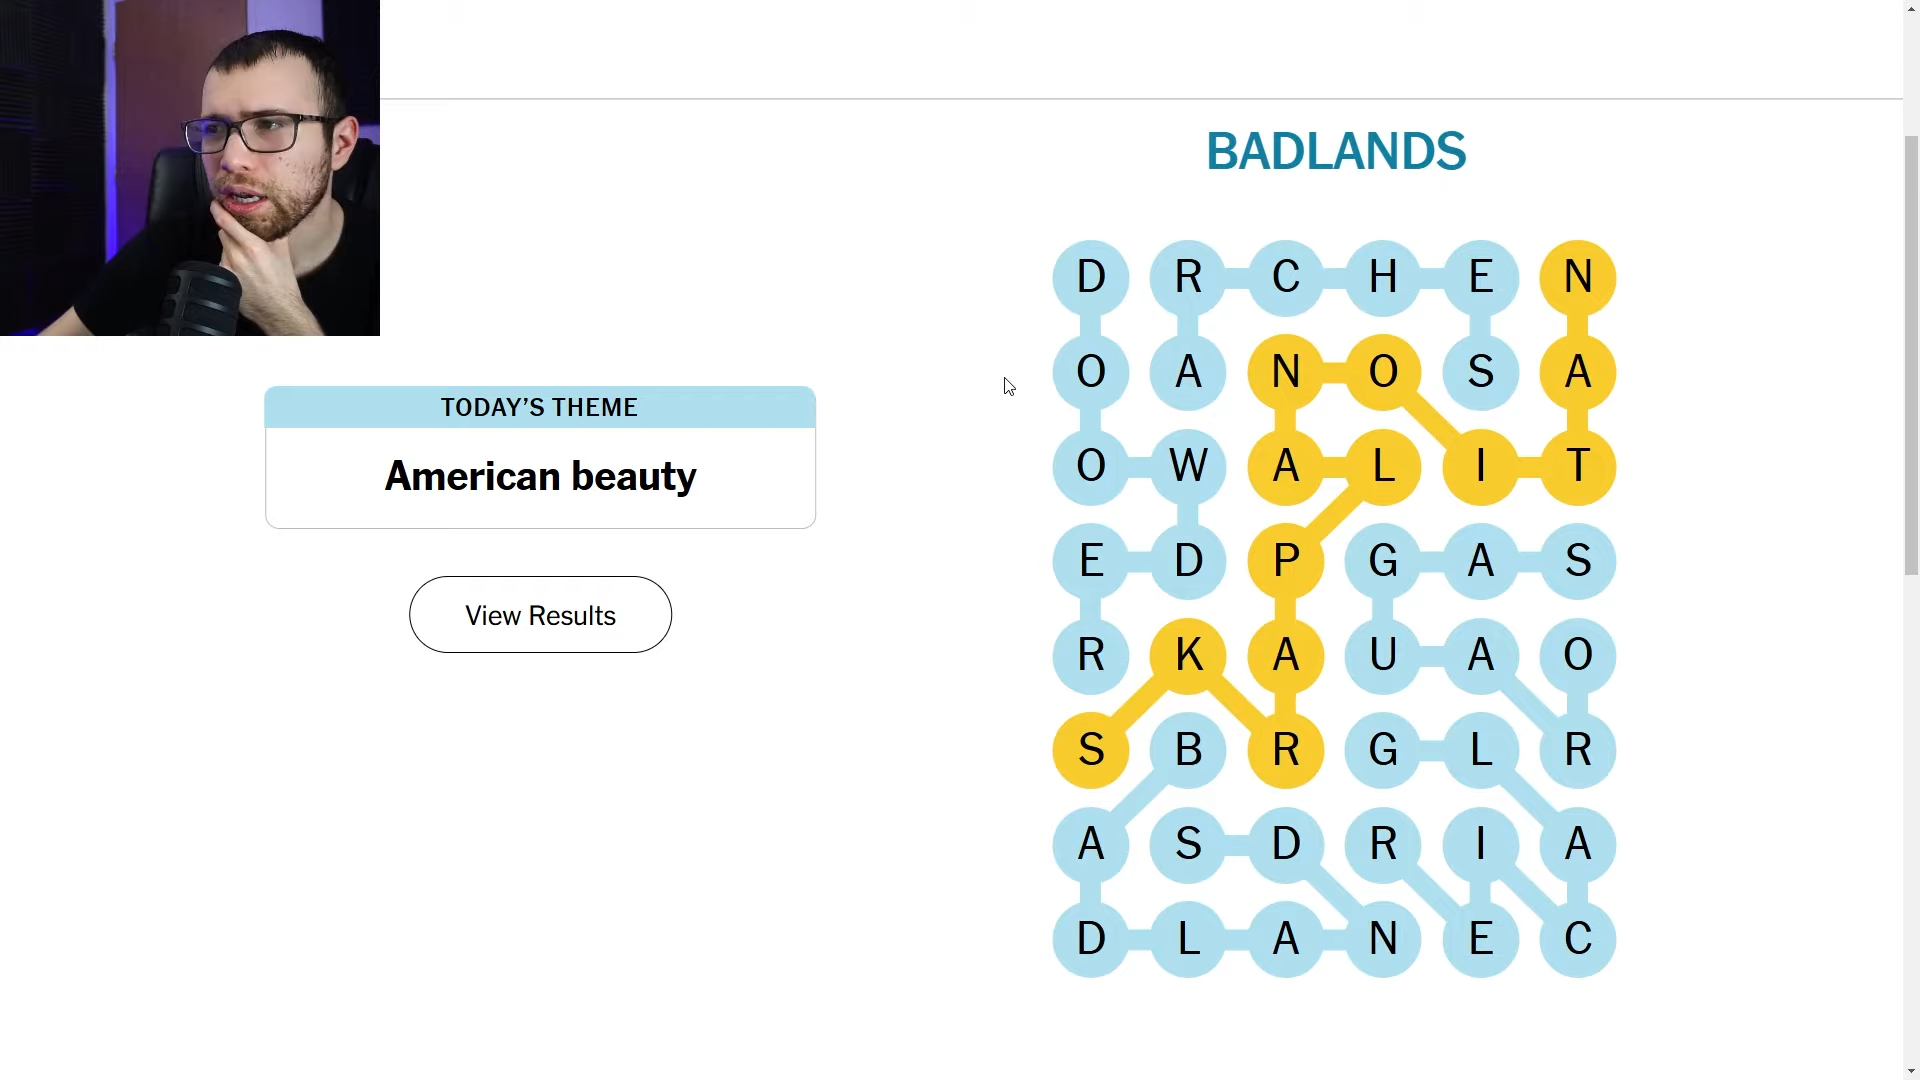 BADLANDS
TODAY’S THEME
American beauty
View Results
D R C H E N
O A N O S A
O W A L I T
E D P G A S
R K A U A O
S B R G L R
A S D R I A
D L A N E C